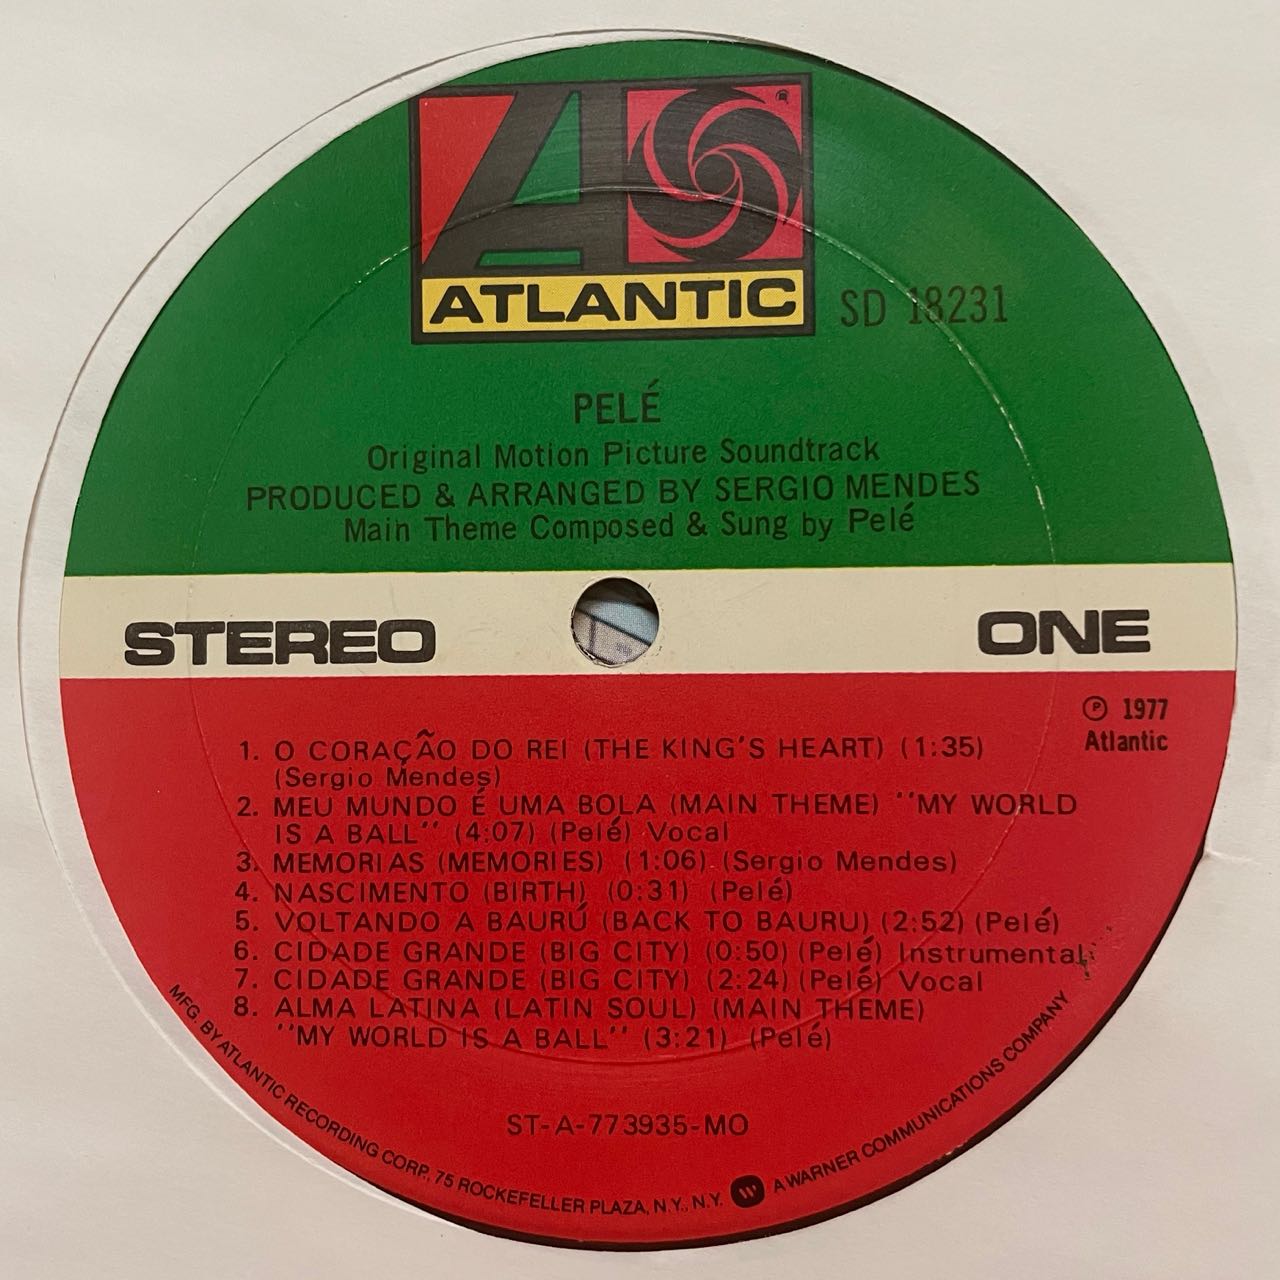 ATLANTIC
SD 18231
PELÉ
Original Motion Picture Soundtrack
PRODUCED & ARRANGED BY SERGIO MENDES
Main Theme Composed & Sung by Pelé
STEREO
ONE
℗ 1977
Atlantic
1. O CORAÇÃO DO REI (THE KING'S HEART) (1:35)
(Sergio Mendes)
2. MEU MUNDO É UMA BOLA (MAIN THEME) "MY WORLD
IS A BALL" (4:07) (Pelé) Vocal
3. MEMORIAS (MEMORIES) (1:06) (Sergio Mendes)
4. NASCIMENTO (BIRTH) (0:31) (Pelé)
5. VOLTANDO A BAURÚ (BACK TO BAURU) (2:52) (Pelé)
6. CIDADE GRANDE (BIG CITY) (0:50) (Pelé) Instrumental
7. CIDADE GRANDE (BIG CITY) (2:24) (Pelé) Vocal
8. ALMA LATINA (LATIN SOUL) (MAIN THEME)
"MY WORLD IS A BALL" (3:21) (Pelé)
ST-A-773935-MO
MFG. BY ATLANTIC RECORDING CORP., 75 ROCKEFELLER PLAZA, N.Y., N.Y. W A WARNER COMMUNICATIONS COMPANY